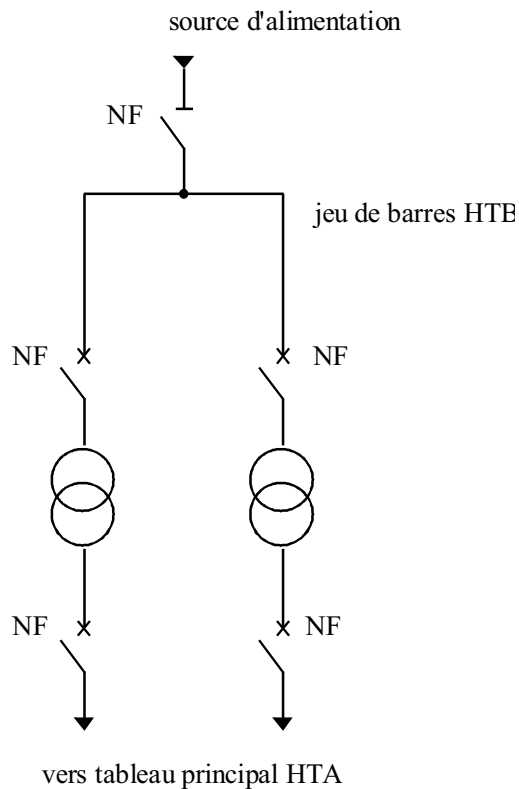 source d'alimentation
NF
jeu de barres HTB
NF
NF
NF
NF
vers tableau principal HTA